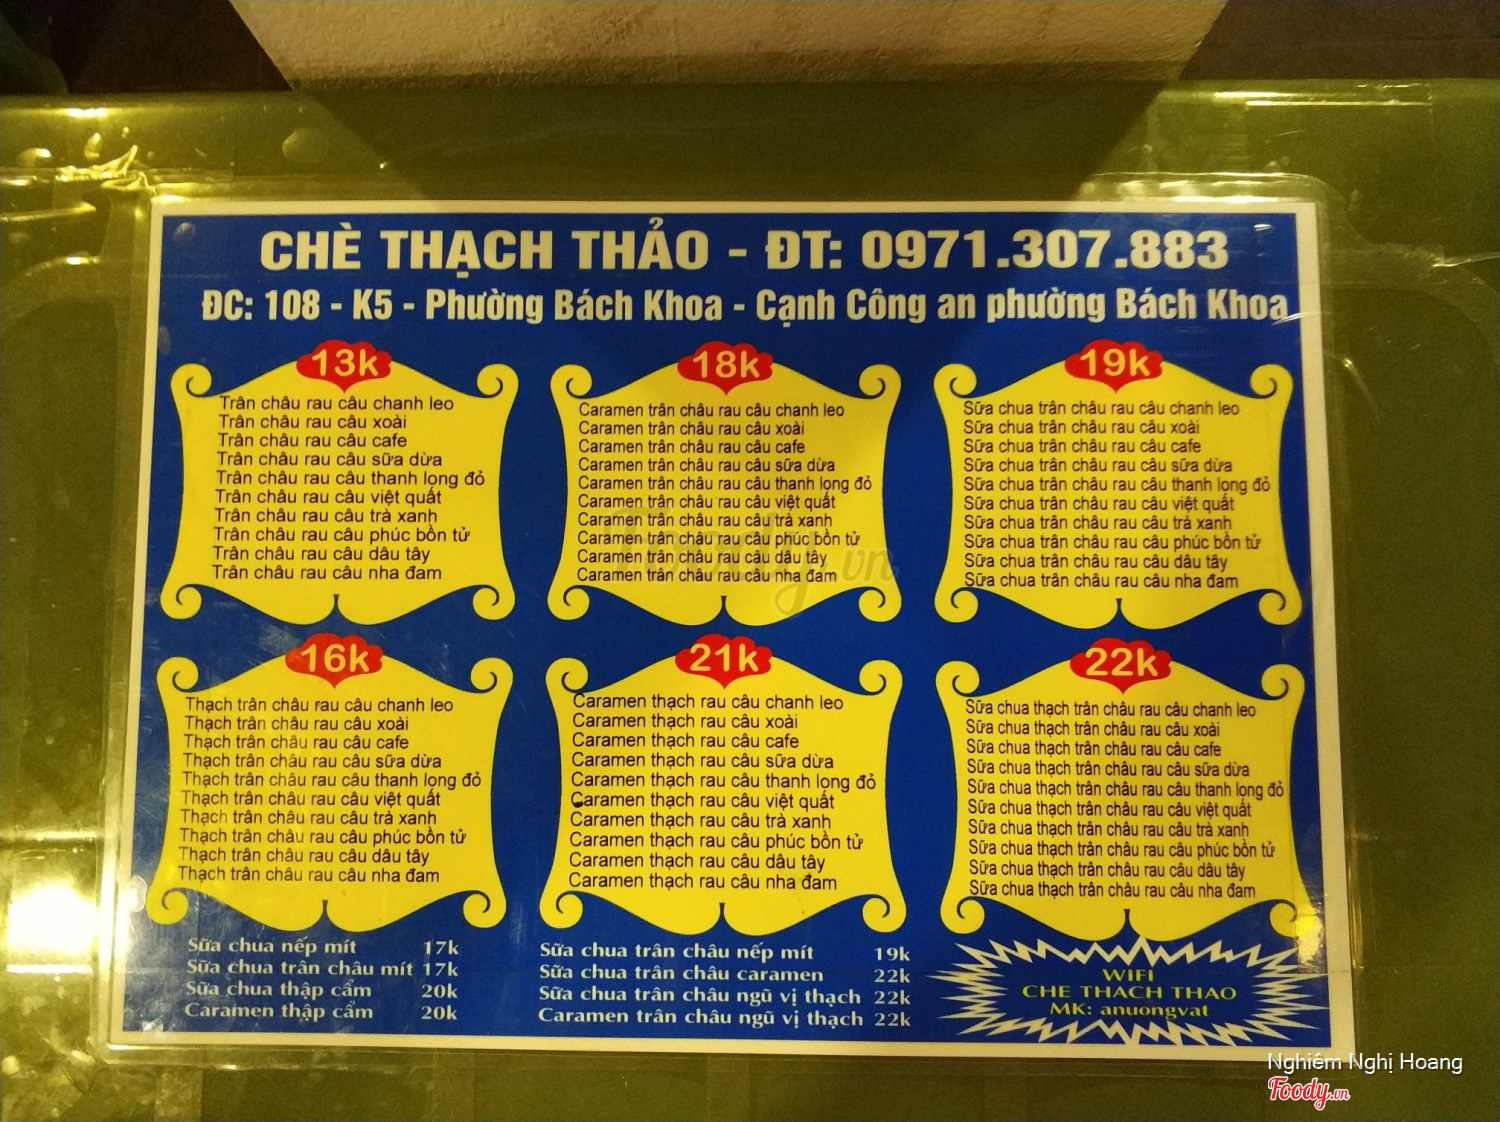 CHÈ THẠCH THẢO - ĐT: 0971.307.883
ĐC: 108 - K5 - Phường Bách Khoa - Cạnh Công an phường Bách Khoa
13k
Trân châu rau câu chanh leo
Trân châu rau câu xoài
Trân châu rau câu cafe
Trân châu rau câu sữa dừa
Trân châu rau câu thanh long đỏ
Trân châu rau câu việt quất
Trân châu rau câu trà xanh
Trân châu rau câu phúc bồn tử
Trân châu rau câu dâu tây
Trân châu rau câu nha đam
18k
Caramen trân châu rau câu chanh leo
Caramen trân châu rau câu xoài
Caramen trân châu rau câu cafe
Caramen trân châu rau câu sữa dừa
Caramen trân châu rau câu thanh long đỏ
Caramen trân châu rau câu việt quất
Caramen trân châu rau câu trà xanh
Caramen trân châu rau câu phúc bồn tử
Caramen trân châu rau câu dâu tây
Caramen trân châu rau câu nha đam
19k
Sữa chua trân châu rau câu chanh leo
Sữa chua trân châu rau câu xoài
Sữa chua trân châu rau câu cafe
Sữa chua trân châu rau câu sữa dừa
Sữa chua trân châu rau câu thanh long đỏ
Sữa chua trân châu rau câu việt quất
Sữa chua trân châu rau câu trà xanh
Sữa chua trân châu rau câu phúc bồn tử
Sữa chua trân châu rau câu dâu tây
Sữa chua trân châu rau câu nha đam
16k
Thạch trân châu rau câu chanh leo
Thạch trân châu rau câu xoài
Thạch trân châu rau câu cafe
Thạch trân châu rau câu sữa dừa
Thạch trân châu rau câu thanh long đỏ
Thạch trân châu rau câu việt quất
Thạch trân châu rau câu trà xanh
Thạch trân châu rau câu phúc bồn tử
Thạch trân châu rau câu dâu tây
Thạch trân châu rau câu nha đam
21k
Caramen thạch rau câu chanh leo
Caramen thạch rau câu xoài
Caramen thạch rau câu cafe
Caramen thạch rau câu sữa dừa
Caramen thạch rau câu thanh long đỏ
Caramen thạch rau câu việt quất
Caramen thạch rau câu trà xanh
Caramen thạch rau câu phúc bồn tử
Caramen thạch rau câu dâu tây
Caramen thạch rau câu nha đam
22k
Sữa chua thạch trân châu rau câu chanh leo
Sữa chua thạch trân châu rau câu xoài
Sữa chua thạch trân châu rau câu cafe
Sữa chua thạch trân châu rau câu sữa dừa
Sữa chua thạch trân châu rau câu thanh long đỏ
Sữa chua thạch trân châu rau câu việt quất
Sữa chua thạch trân châu rau câu trà xanh
Sữa chua thạch trân châu rau câu phúc bồn tử
Sữa chua thạch trân châu rau câu dâu tây
Sữa chua thạch trân châu rau câu nha đam
Sữa chua nếp mít 17k
Sữa chua trân châu mít 17k
Sữa chua thập cẩm 20k
Caramen thập cẩm 20k
Sữa chua trân châu nếp mít 19k
Sữa chua trân châu caramen 22k
Sữa chua trân châu ngũ vị thạch 22k
Caramen trân châu ngũ vị thạch 22k
WIFI
CHE THACH THAO
MK: anuongvat
Foody.vn
Nghiêm Nghị Hoang
Foody.vn